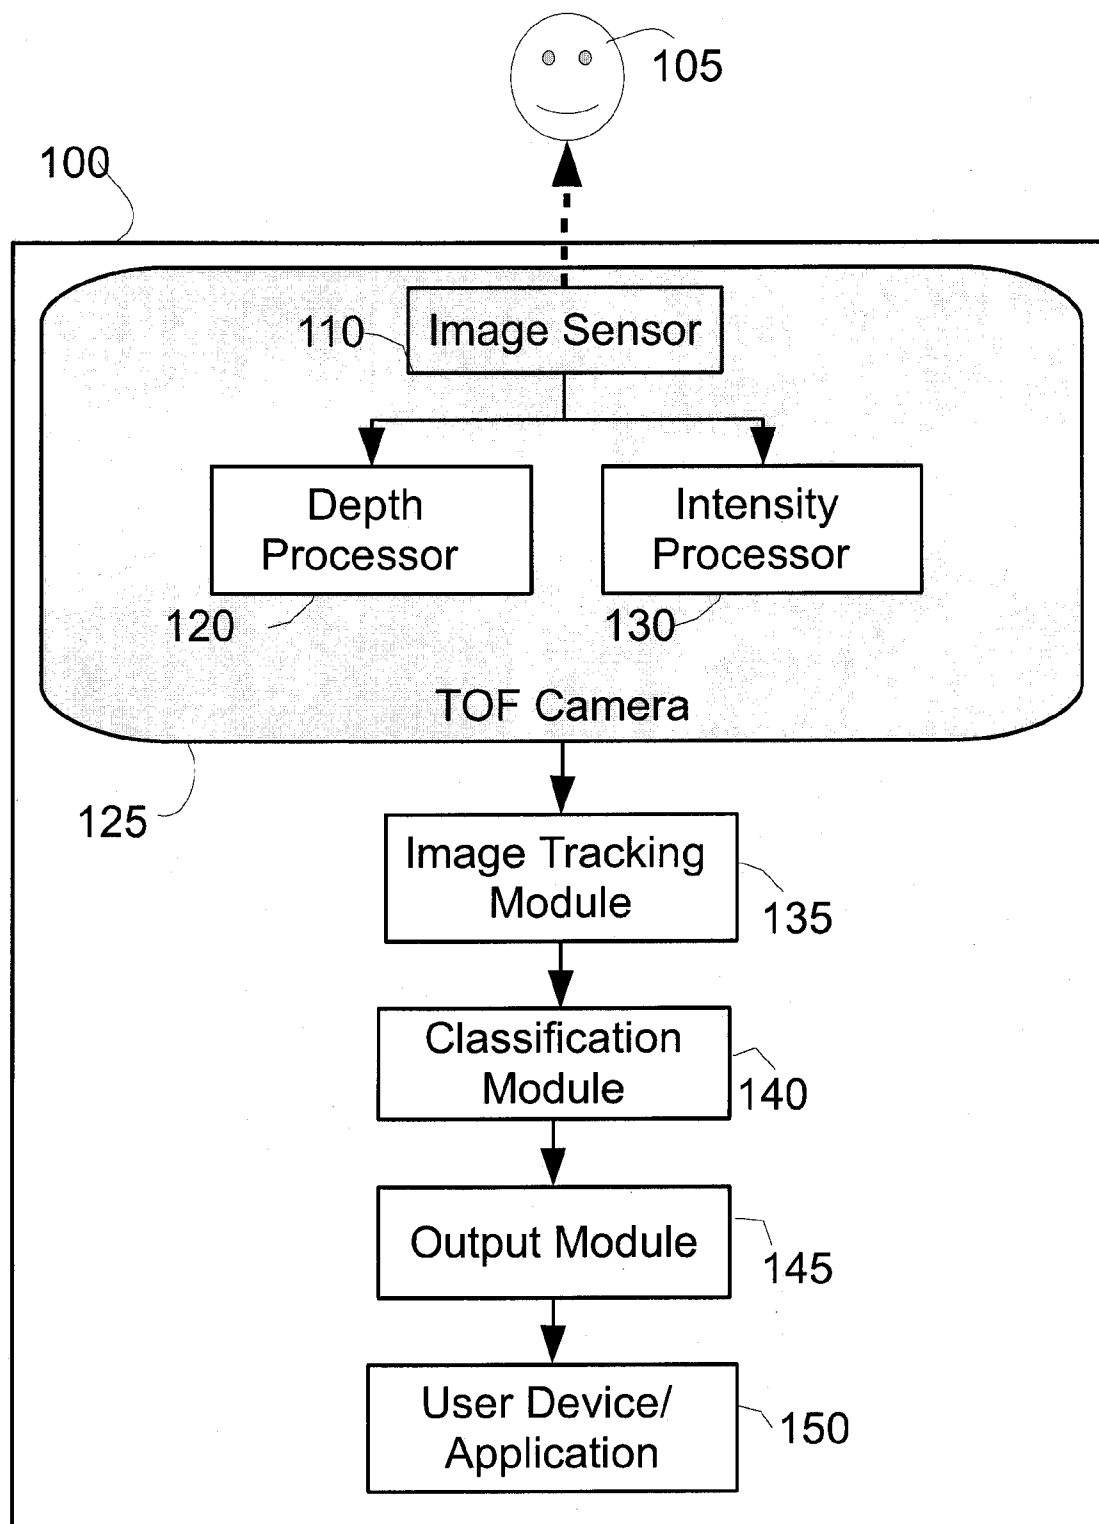 105
100
110
Image Sensor
Depth
Processor
Intensity
Processor
120
130
TOF Camera
125
Image Tracking
Module
135
Classification
Module
140
Output Module
145
User Device/
Application
150